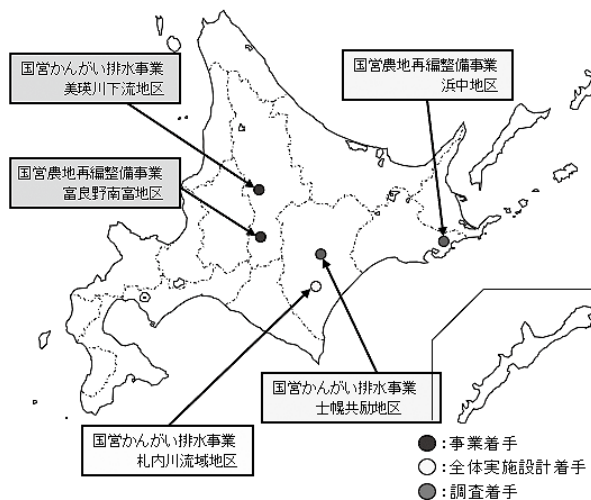 国営かんがい排水事業
美瑛川下流地区
国営農地再編整備事業
浜中地区
国営農地再編整備事業
富良野南富地区
国営かんがい排水事業
士幌共励地区
国営かんがい排水事業
札内川流域地区
:事業着手
:全体実施設計着手
:調査着手